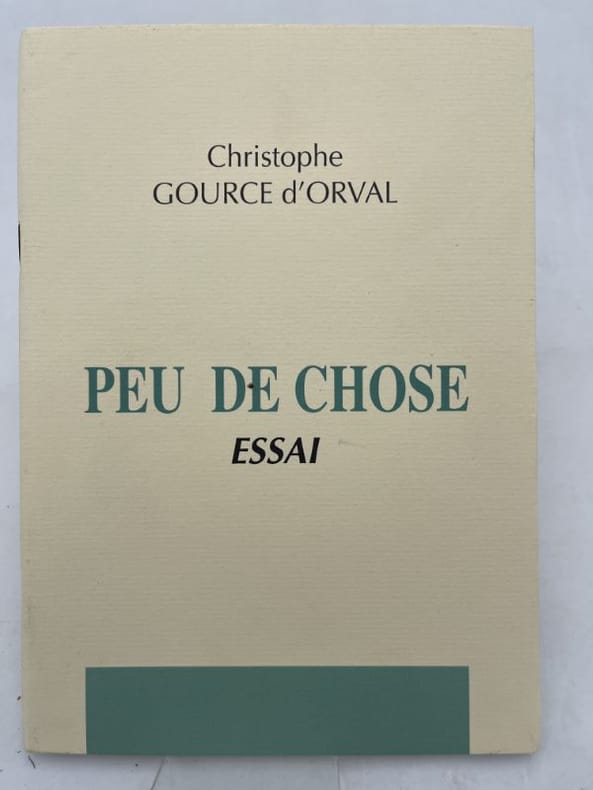 Christophe
GOURCE d'ORVAL
PEU DE CHOSE
ESSAI